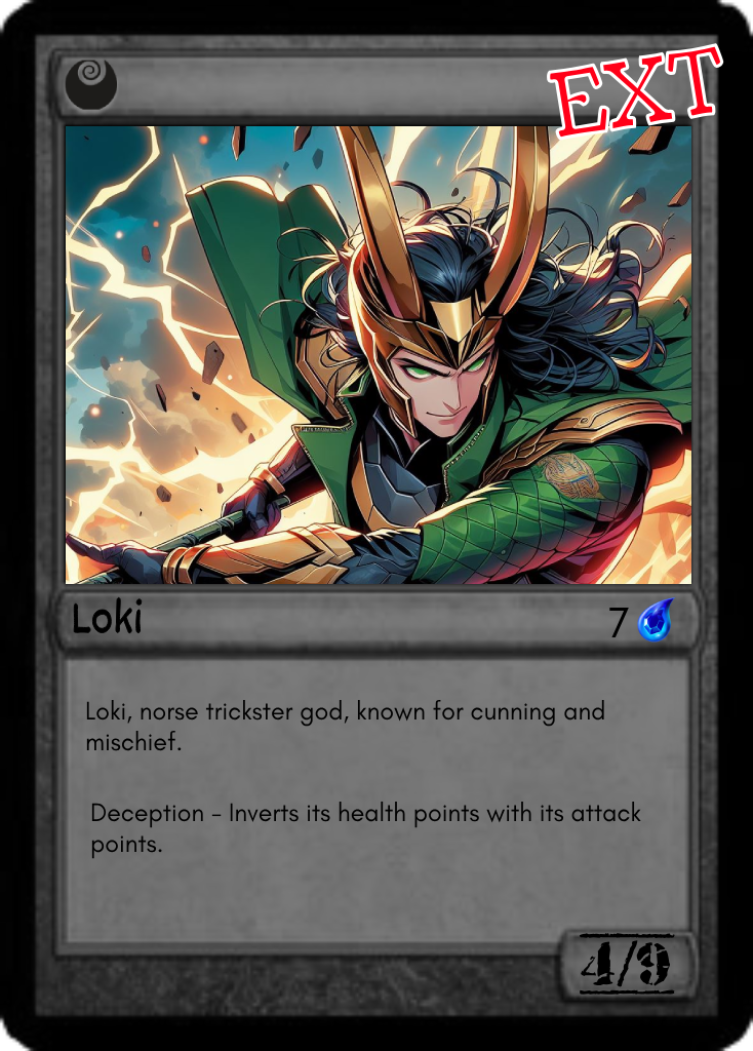 EXT
Loki
7
Loki, norse trickster god, known for cunning and
mischief.
Deception - Inverts its health points with its attack
points.
4/9